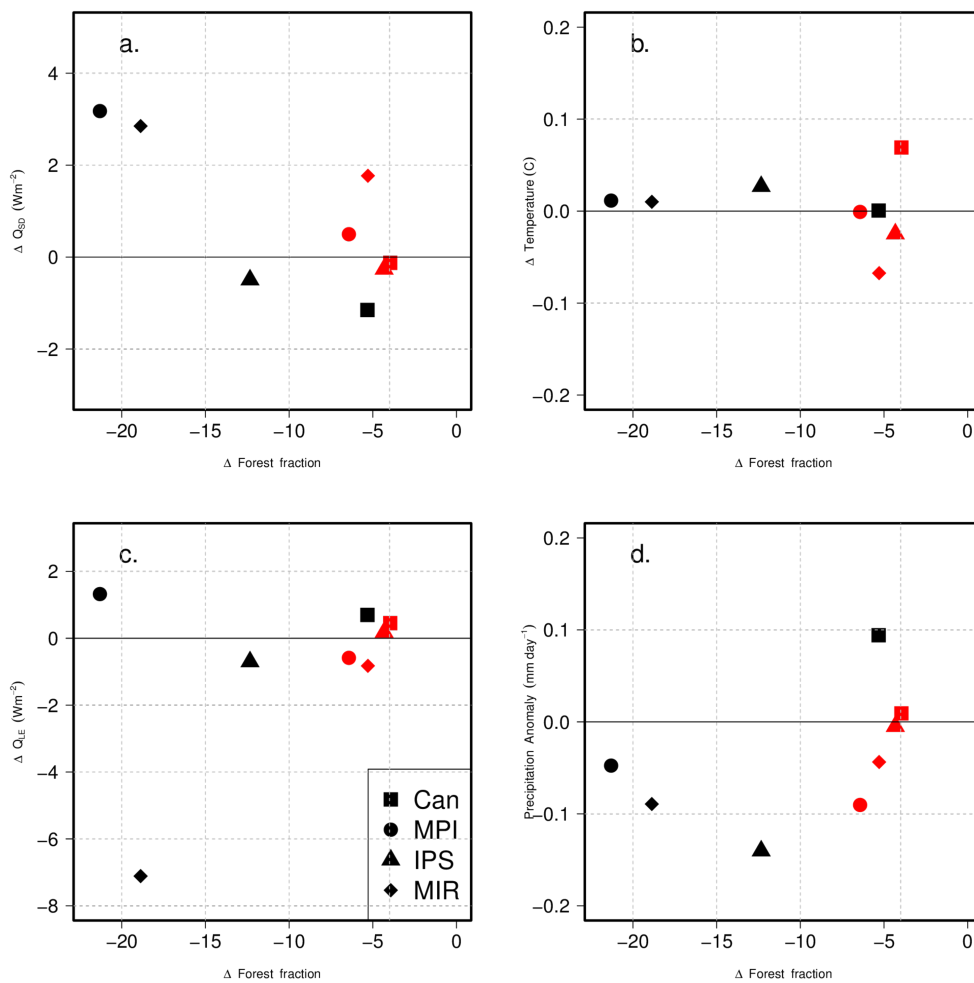 a.
4
2
0
−2
Δ Q_SD (Wm⁻²)
−20 −15 −10 −5 0
Δ Forest fraction
b.
0.2
0.1
0.0
−0.1
−0.2
Δ Temperature (C)
−20 −15 −10 −5 0
Δ Forest fraction
c.
2
0
−2
−4
−6
−8
Δ Q_LE (Wm⁻²)
Can
MPI
IPS
MIR
−20 −15 −10 −5 0
Δ Forest fraction
d.
0.2
0.1
0.0
−0.1
−0.2
Precipitation Anomaly (mm day⁻¹)
−20 −15 −10 −5 0
Δ Forest fraction